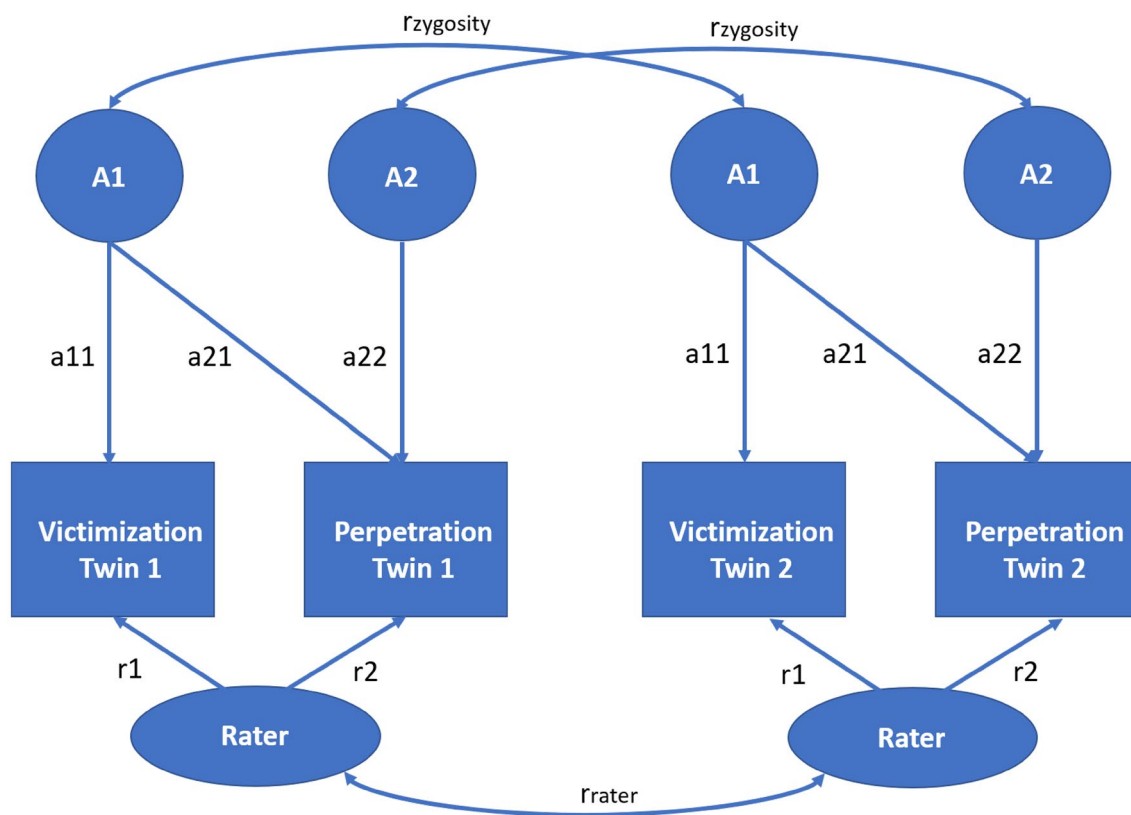 rzygosity
rzygosity
A1
A2
A1
A2
a11
a21
a22
a11
a21
a22
Victimization
Twin 1
Perpetration
Twin 1
Victimization
Twin 2
Perpetration
Twin 2
r1
r2
r1
r2
Rater
Rater
rrater